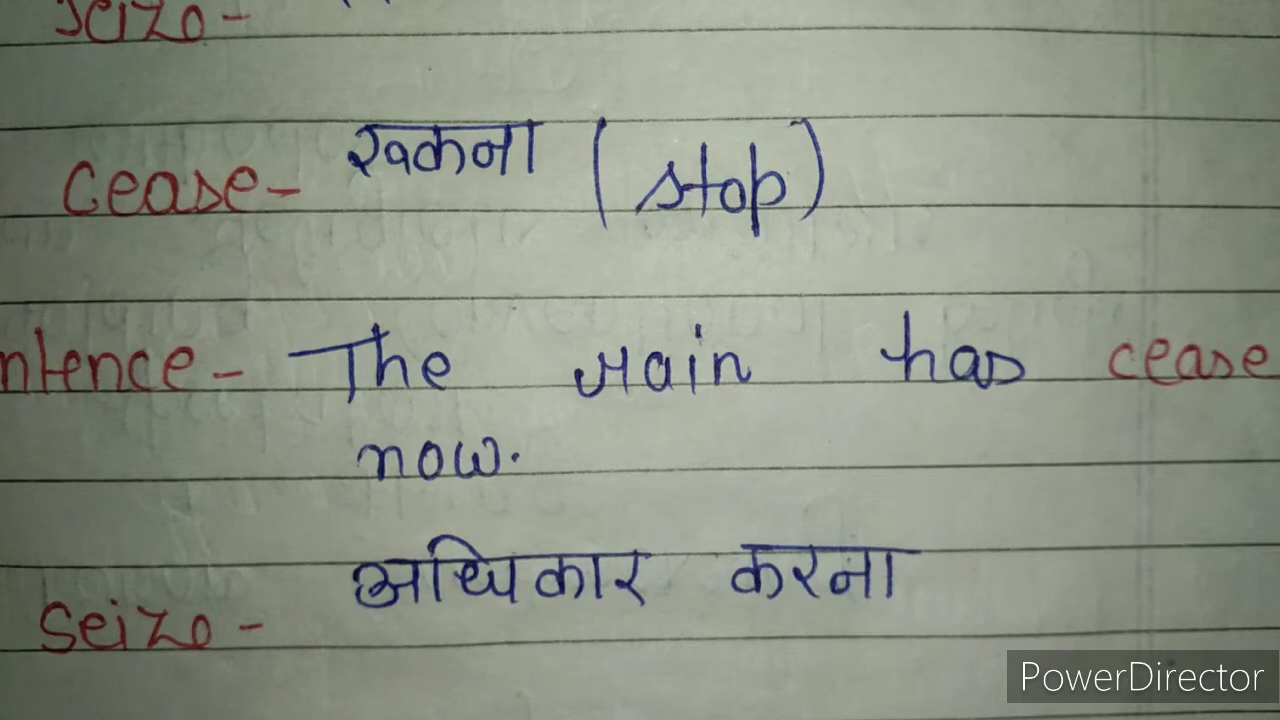 seize-
cease- रुकना (stop)
ntence- The rain has cease
now.
अधिकार करना
seize-
PowerDirector